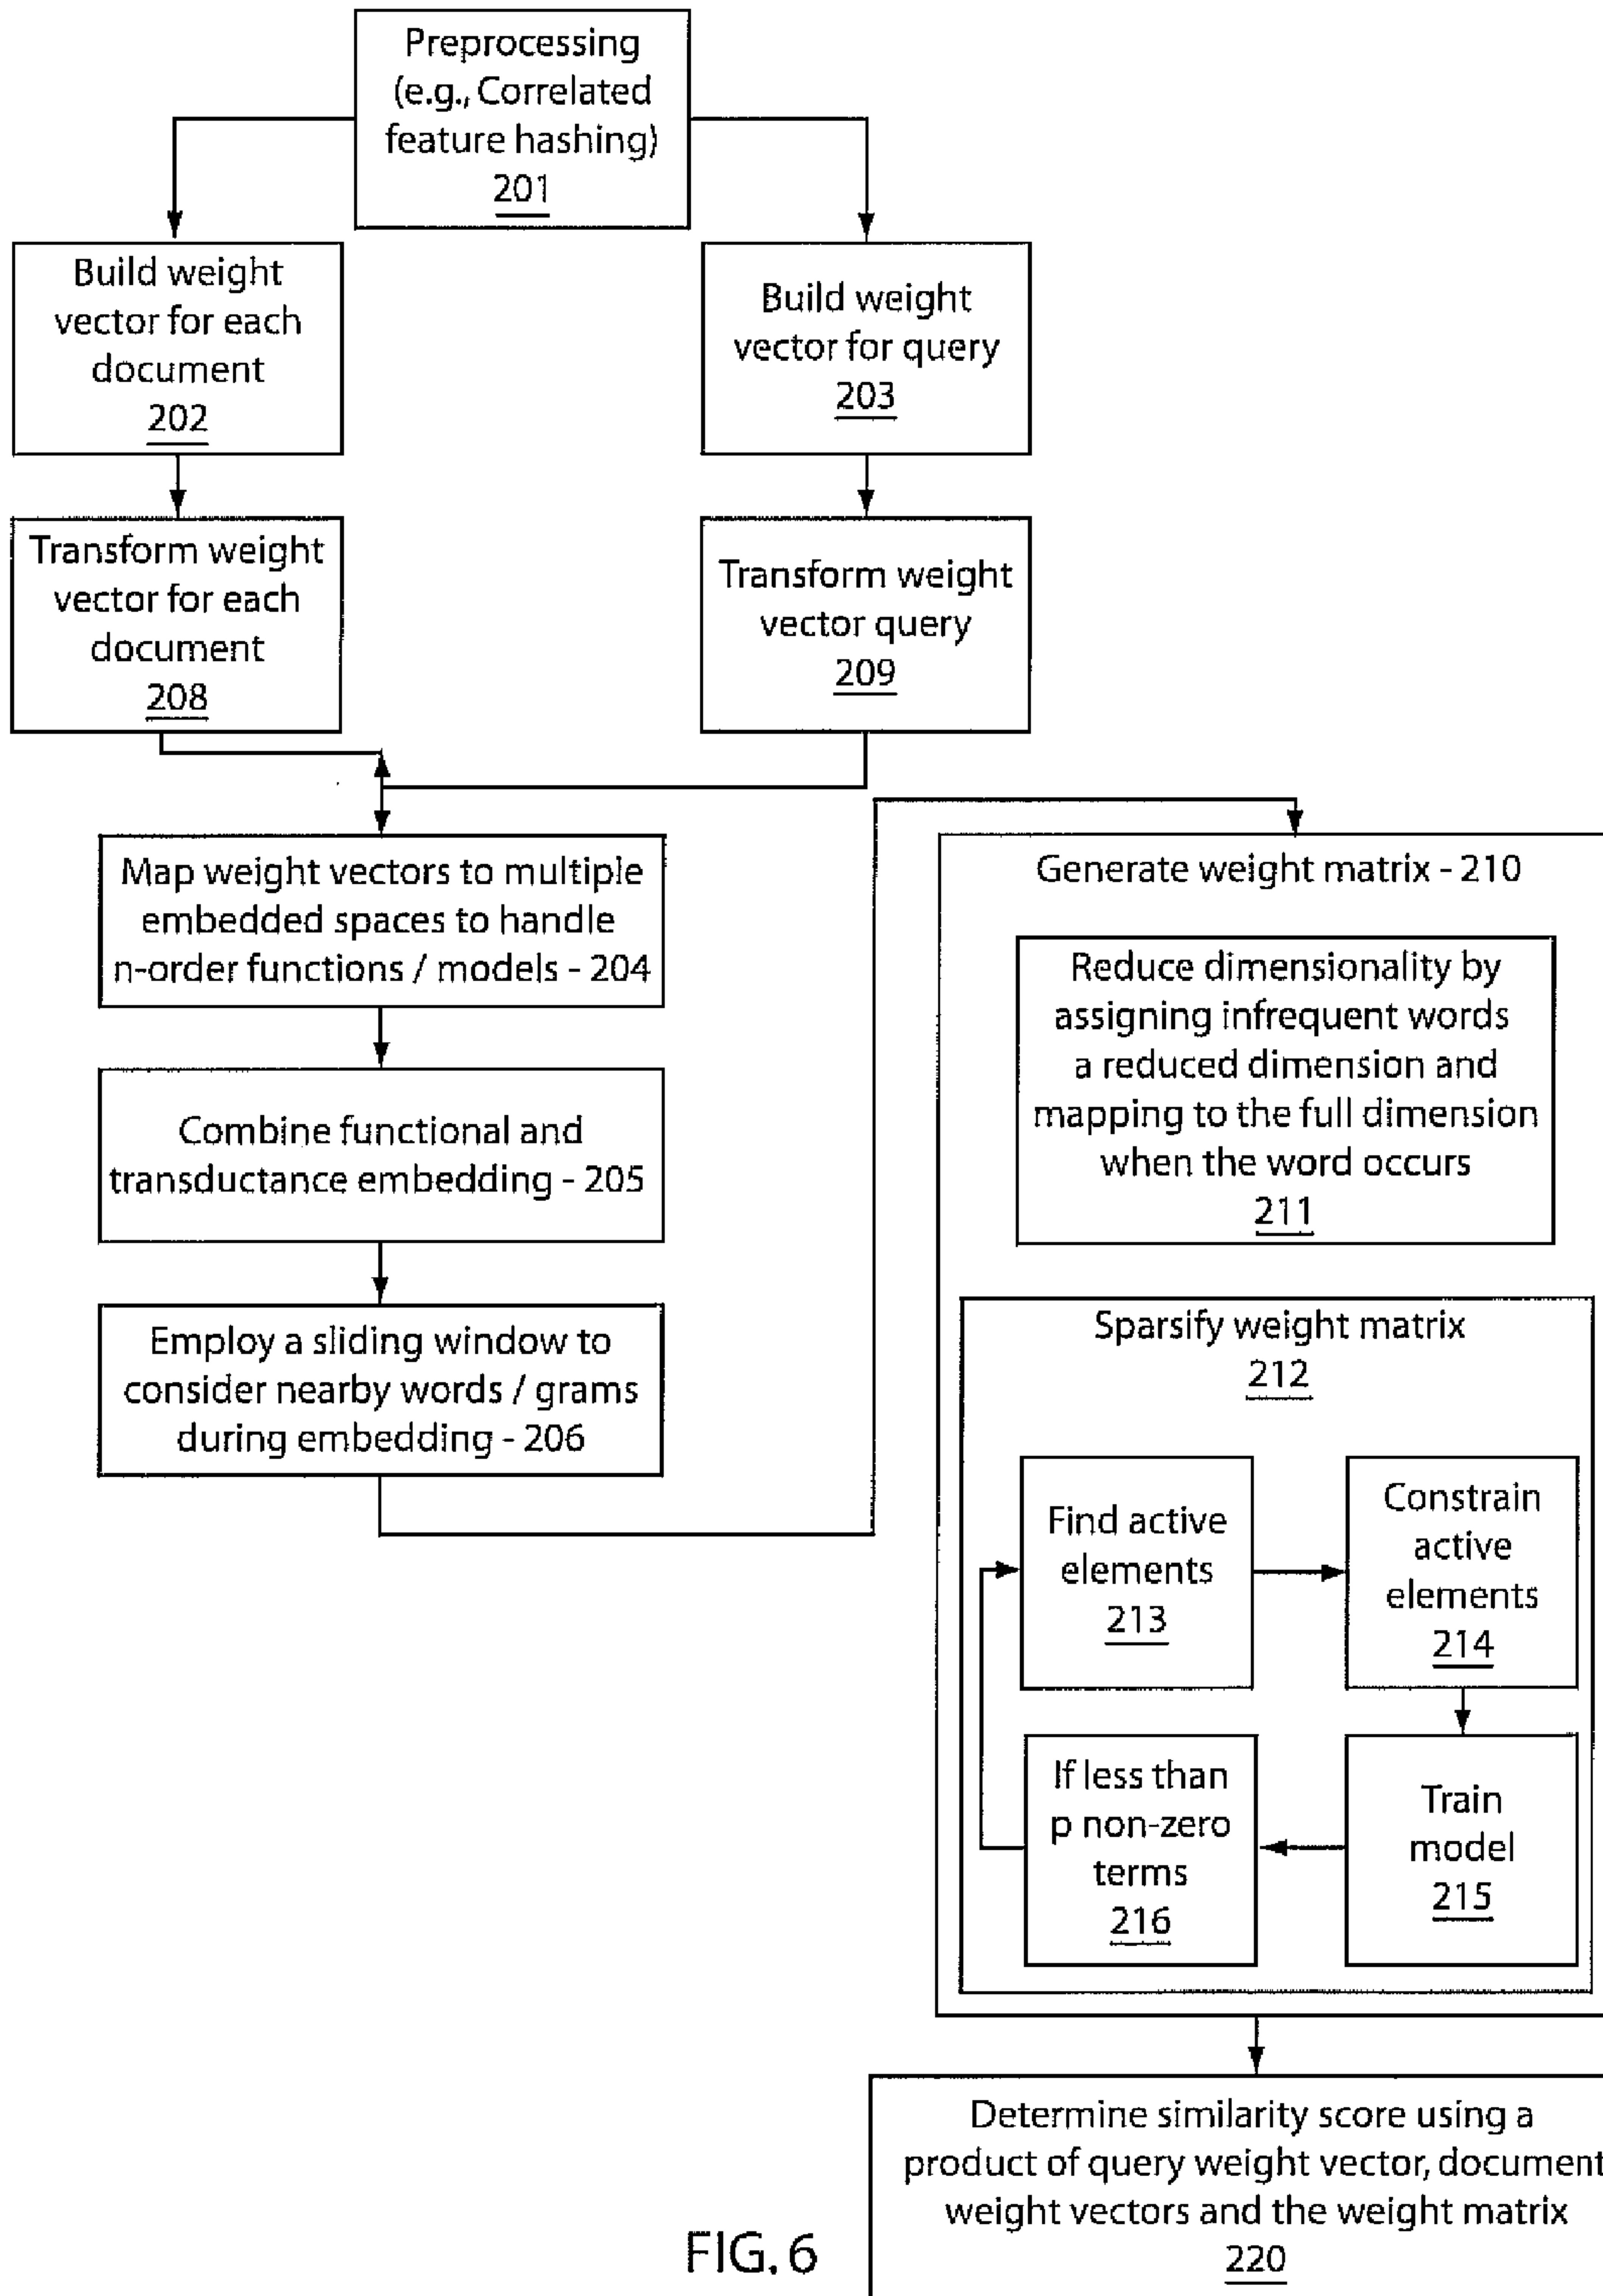 Preprocessing
(e.g., Correlated
feature hashing)
201
Build weight
vector for each
document
202
Build weight
vector for query
203
Transform weight
vector for each
document
208
Transform weight
vector query
209
Map weight vectors to multiple
embedded spaces to handle
n-order functions / models - 204
Combine functional and
transductance embedding - 205
Employ a sliding window to
consider nearby words / grams
during embedding - 206
Generate weight matrix - 210
Reduce dimensionality by
assigning infrequent words
a reduced dimension and
mapping to the full dimension
when the word occurs
211
Sparsify weight matrix
212
Find active
elements
213
Constrain
active
elements
214
Train
model
215
If less than
p non-zero
terms
216
Determine similarity score using a
product of query weight vector, document
weight vectors and the weight matrix
220
FIG. 6